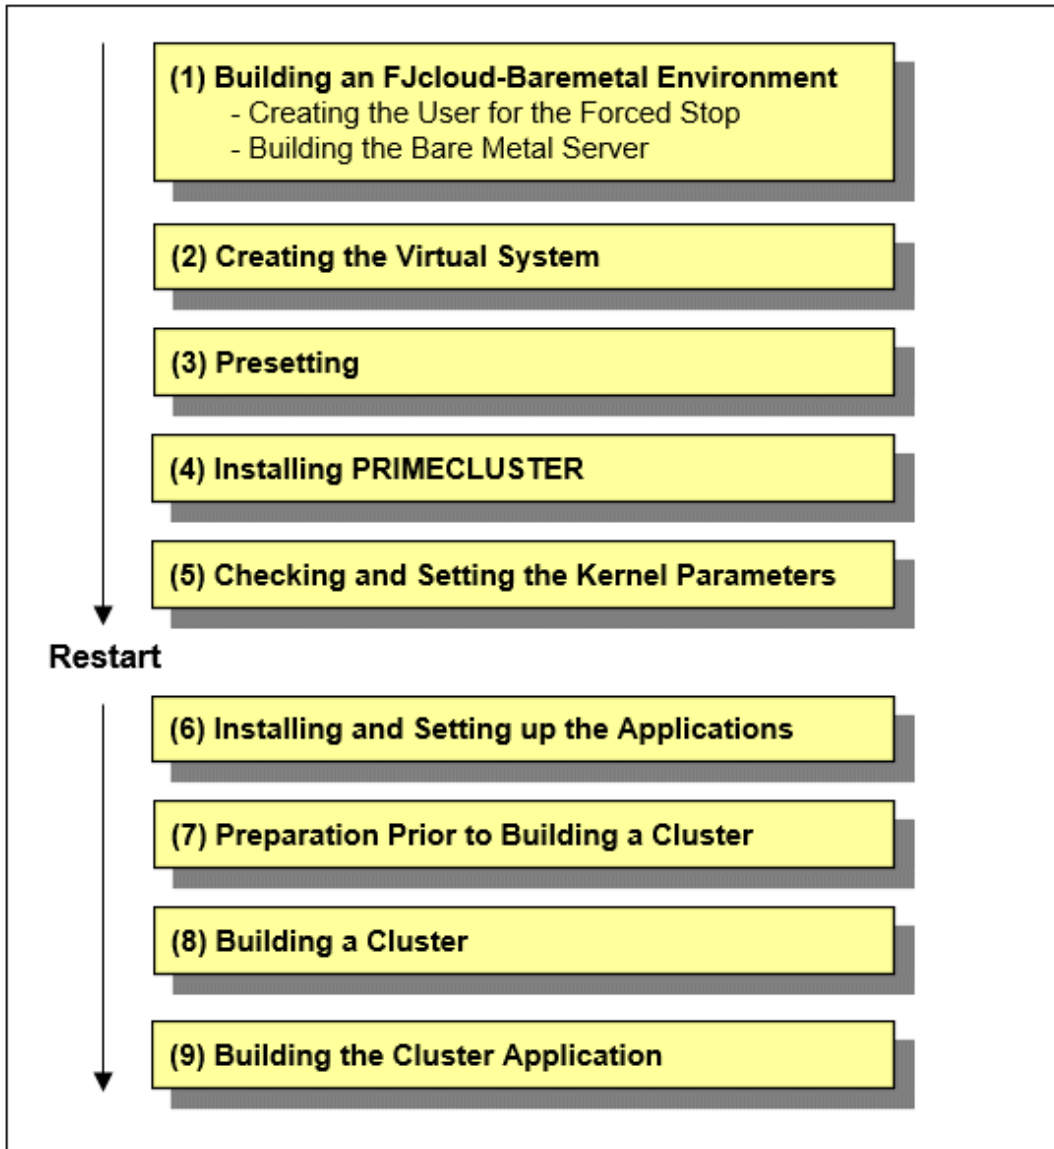 (1) Building an FJcloud-Baremetal Environment
- Creating the User for the Forced Stop
- Building the Bare Metal Server
(2) Creating the Virtual System
(3) Presetting
(4) Installing PRIMECLUSTER
(5) Checking and Setting the Kernel Parameters
Restart
(6) Installing and Setting up the Applications
(7) Preparation Prior to Building a Cluster
(8) Building a Cluster
(9) Building the Cluster Application